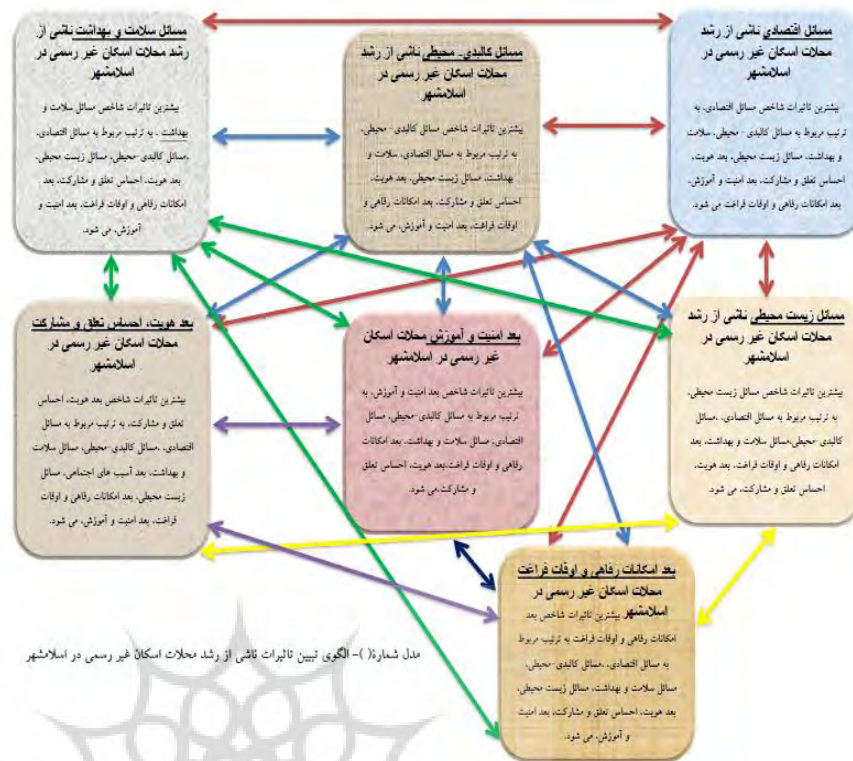 مسائل اقتصادی ناشی از رشد
محلات اسکان غیر رسمی در
اسلامشهر
بیشترین تاثیرات شاخص مسائل اقتصادی، به
ترتیب مربوط به مسائل کالبدی- محیطی، سلامت
و بهداشت، مسائل زیست محیطی، بعد هویت،
احساس تعلق و مشارکت، بعد امنیت و آموزش،
بعد امکانات رفاهی و اوقات فراغت می شود.
مسائل کالبدی- محیطی ناشی از رشد
محلات اسکان غیر رسمی در
اسلامشهر
بیشترین تاثیرات شاخص مسائل کالبدی- محیطی،
به ترتیب مربوط به مسائل اقتصادی، سلامت و
بهداشت، مسائل زیست محیطی، بعد هویت،
احساس تعلق و مشارکت، بعد امکانات رفاهی و
اوقات فراغت، بعد امنیت و آموزش، می شود.
مسائل سلامت و بهداشت ناشی از
رشد محلات اسکان غیر رسمی در
اسلامشهر
بیشترین تاثیرات شاخص مسائل سلامت و
بهداشت ، به ترتیب مربوط به مسائل اقتصادی،
،مسائل کالبدی-محیطی، مسائل زیست محیطی،
بعد هویت، احساس تعلق و مشارکت، بعد
امکانات رفاهی و اوقات فراغت، بعد امنیت و
آموزش، می شود.
مسائل زیست محیطی ناشی از رشد
محلات اسکان غیر رسمی در
اسلامشهر
بیشترین تاثیرات شاخص مسائل زیست محیطی،
به ترتیب مربوط به مسائل اقتصادی، ،مسائل
کالبدی-محیطی،مسائل سلامت و بهداشت، بعد
امکانات رفاهی و اوقات فراغت، بعد هویت،
احساس تعلق و مشارکت، می شود.
بعد امنیت و آموزش محلات اسکان
غیر رسمی در اسلامشهر
بیشترین تاثیرات شاخص بعد امنیت و آموزش، به
ترتیب مربوط به مسائل کالبدی-محیطی، مسائل
اقتصادی، مسائل سلامت و بهداشت، بعد امکانات
رفاهی و اوقات فراغت،بعد هویت، احساس تعلق
و مشارکت،می شود.
بعد هویت، احساس تعلق و مشارکت
محلات اسکان غیر رسمی در
اسلامشهر
بیشترین تاثیرات شاخص بعد هویت، احساس
تعلق و مشارکت، به ترتیب مربوط به مسائل
اقتصادی، ،مسائل کالبدی-محیطی، مسائل سلامت
و بهداشت، بعد آسیب های اجتماعی، مسائل
زیست محیطی، بعد امکانات رفاهی و اوقات
فراغت، بعد امنیت و آموزش، می شود.
بعد امکانات رفاهی و اوقات فراغت
محلات اسکان غیر رسمی در
اسلامشهر بیشترین تاثیرات شاخص بعد
امکانات رفاهی و اوقات فراغت به ترتیب مربوط
به مسائل اقتصادی، ،مسائل کالبدی-محیطی،
مسائل سلامت و بهداشت، مسائل زیست محیطی،
بعد هویت، احساس تعلق و مشارکت، بعد امنیت
و آموزش، می شود.
مدل شمارهٔ( )- الگوی تبیین تاثیرات ناشی از رشد محلات اسکان غیر رسمی در اسلامشهر